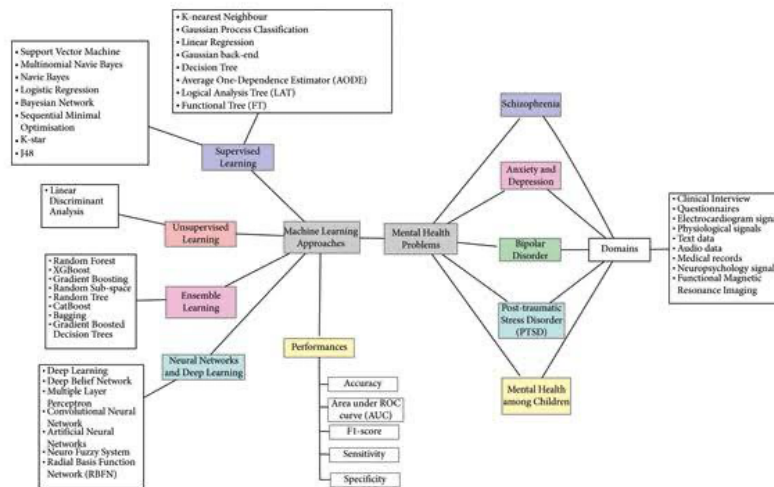 • K-nearest Neighbour
• Gaussian Process Classification
• Linear Regression
• Gaussian back-end
• Decision Tree
• Average One-Dependence Estimator (AODE)
• Logical Analysis Tree (LAT)
• Functional Tree (FT)
• Support Vector Machine
• Multinomial Navie Bayes
• Navie Bayes
• Logistic Regression
• Bayesian Network
• Sequential Minimal
Optimisation
• K-star
• J48
Supervised
Learning
• Linear
Discriminant
Analysis
Unsupervised
Learning
• Random Forest
• XGBoost
• Gradient Boosting
• Random Sub-space
• Random Tree
• CatBoost
• Bagging
• Gradient Boosted
Decision Trees
Ensemble
Learning
• Deep Learning
• Deep Belief Network
• Multiple Layer
Perceptron
• Convolutional Neural
Network
• Artificial Neural
Networks
• Neuro Fuzzy System
• Radial Basis Function
Network (RBFN)
Neural Networks
and Deep Learning
Machine Learning
Approaches
Performances
Accuracy
Area under ROC
curve (AUC)
F1-score
Sensitivity
Specificity
Mental Health
Problems
Schizophrenia
Anxiety and
Depression
Bipolar
Disorder
Post-traumatic
Stress Disorder
(PTSD)
Mental Health
among Children
Domains
• Clinical Interview
• Questionnaires
• Electrocardiogram signal
• Physiological signals
• Text data
• Audio data
• Medical records
• Neuropsychology signal
• Functional Magnetic
Resonance Imaging